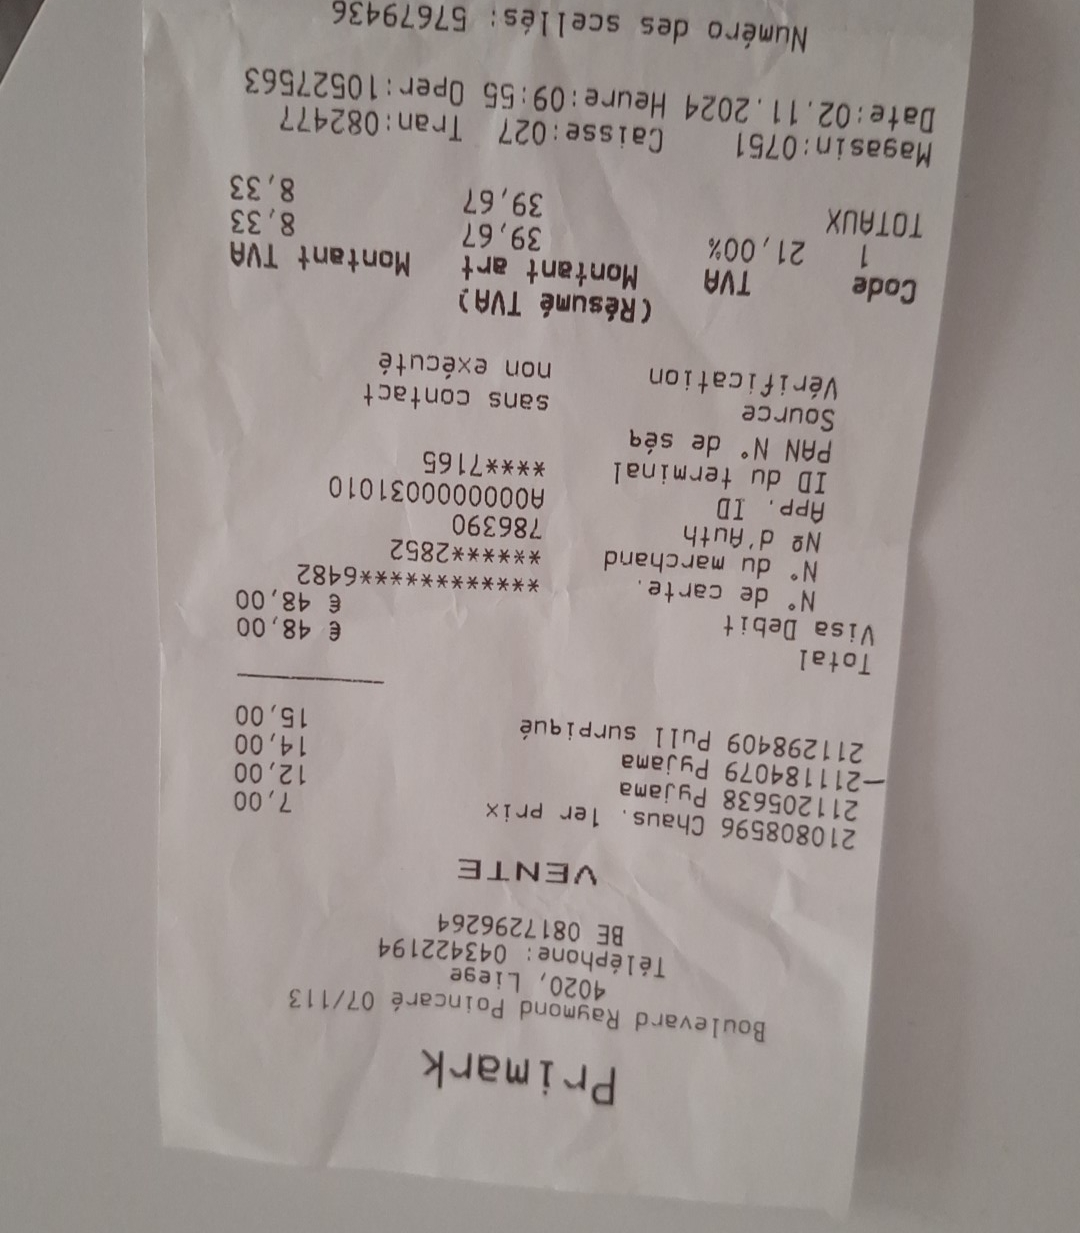 Primark
Boulevard Raymond Poincaré 07/113
4020, Liege
Téléphone: 043422194
BE 0817296264
VENTE
210808596 Chaus. 1er prix 7,00
211205638 Pyjama 12,00
211184079 Pyjama 14,00
211298409 Pull surpiqué 15,00
Total € 48,00
Visa Debit € 48,00
N° de carte. **************6482
N° du marchand *******2852
Nº d'Auth 786390
App. ID A0000000031010
ID du terminal ****7165
PAN N° de séq
Source sans contact
Vérification non exécuté
(Résumé TVA)
Code TVA Montant art Montant TVA
1 21,00% 39,67 8,33
TOTAUX 39,67 8,33
Magasin:0751 Caisse:027 Tran:082477
Date:02.11.2024 Heure:09:55 Oper:10527563
Numéro des scellés: 57679436